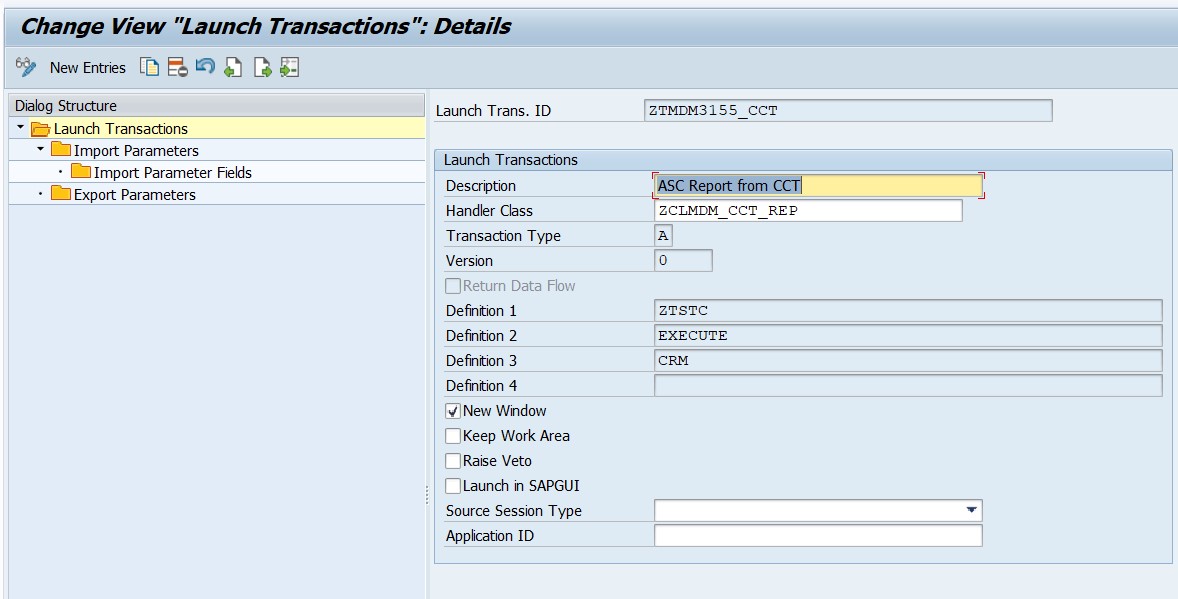 Change View "Launch Transactions": Details
New Entries
Dialog Structure
Launch Transactions
Import Parameters
Import Parameter Fields
Export Parameters
Launch Trans. ID ZTMDM3155_CCT
Launch Transactions
Description ASC Report from CCT
Handler Class ZCLMDM_CCT_REP
Transaction Type A
Version 0
Return Data Flow
Definition 1 ZTSTC
Definition 2 EXECUTE
Definition 3 CRM
Definition 4
New Window
Keep Work Area
Raise Veto
Launch in SAPGUI
Source Session Type
Application ID